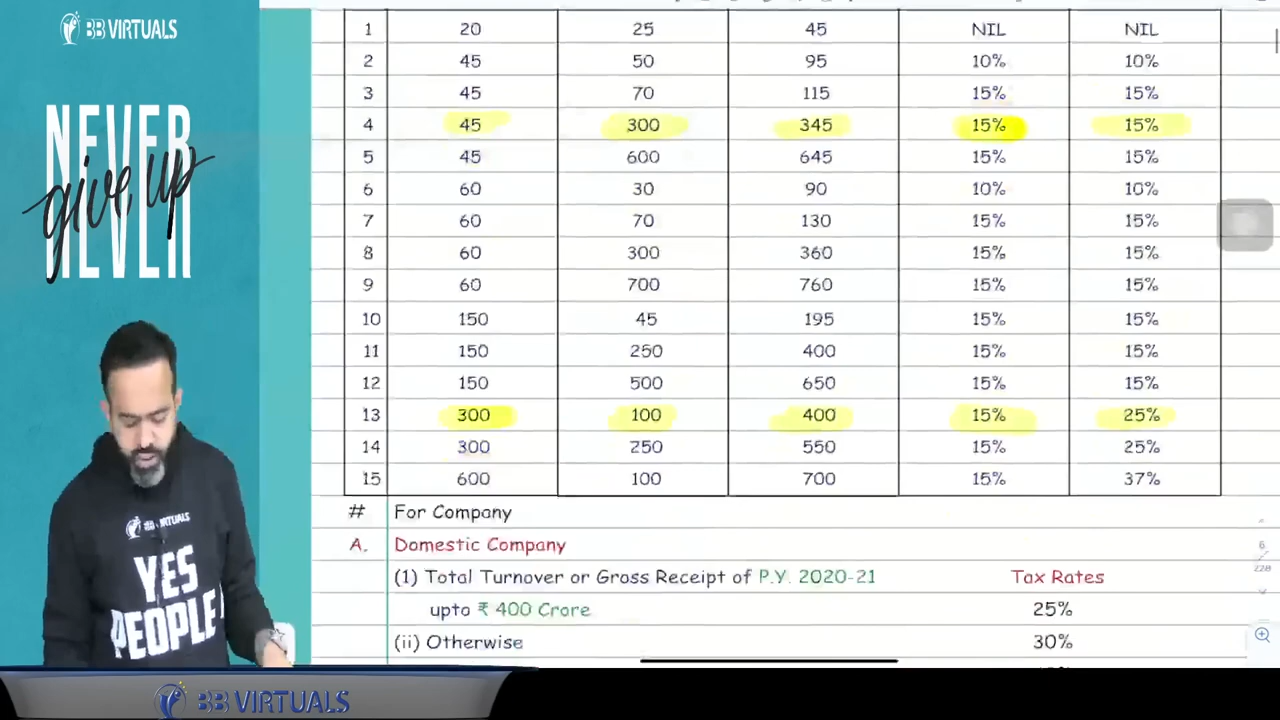 BB VIRTUALS
NEVER
give up
NEVER
BB VIRTUALS
YES
PEOPLE
BB VIRTUALS
1 20 25 45 NIL NIL
2 45 50 95 10% 10%
3 45 70 115 15% 15%
4 45 300 345 15% 15%
5 45 600 645 15% 15%
6 60 30 90 10% 10%
7 60 70 130 15% 15%
8 60 300 360 15% 15%
9 60 700 760 15% 15%
10 150 45 195 15% 15%
11 150 250 400 15% 15%
12 150 500 650 15% 15%
13 300 100 400 15% 25%
14 300 250 550 15% 25%
15 600 100 700 15% 37%
# For Company
A. Domestic Company
(1) Total Turnover or Gross Receipt of P.Y. 2020-21 Tax Rates
upto ₹ 400 Crore 25%
(ii) Otherwise 30%
6
228